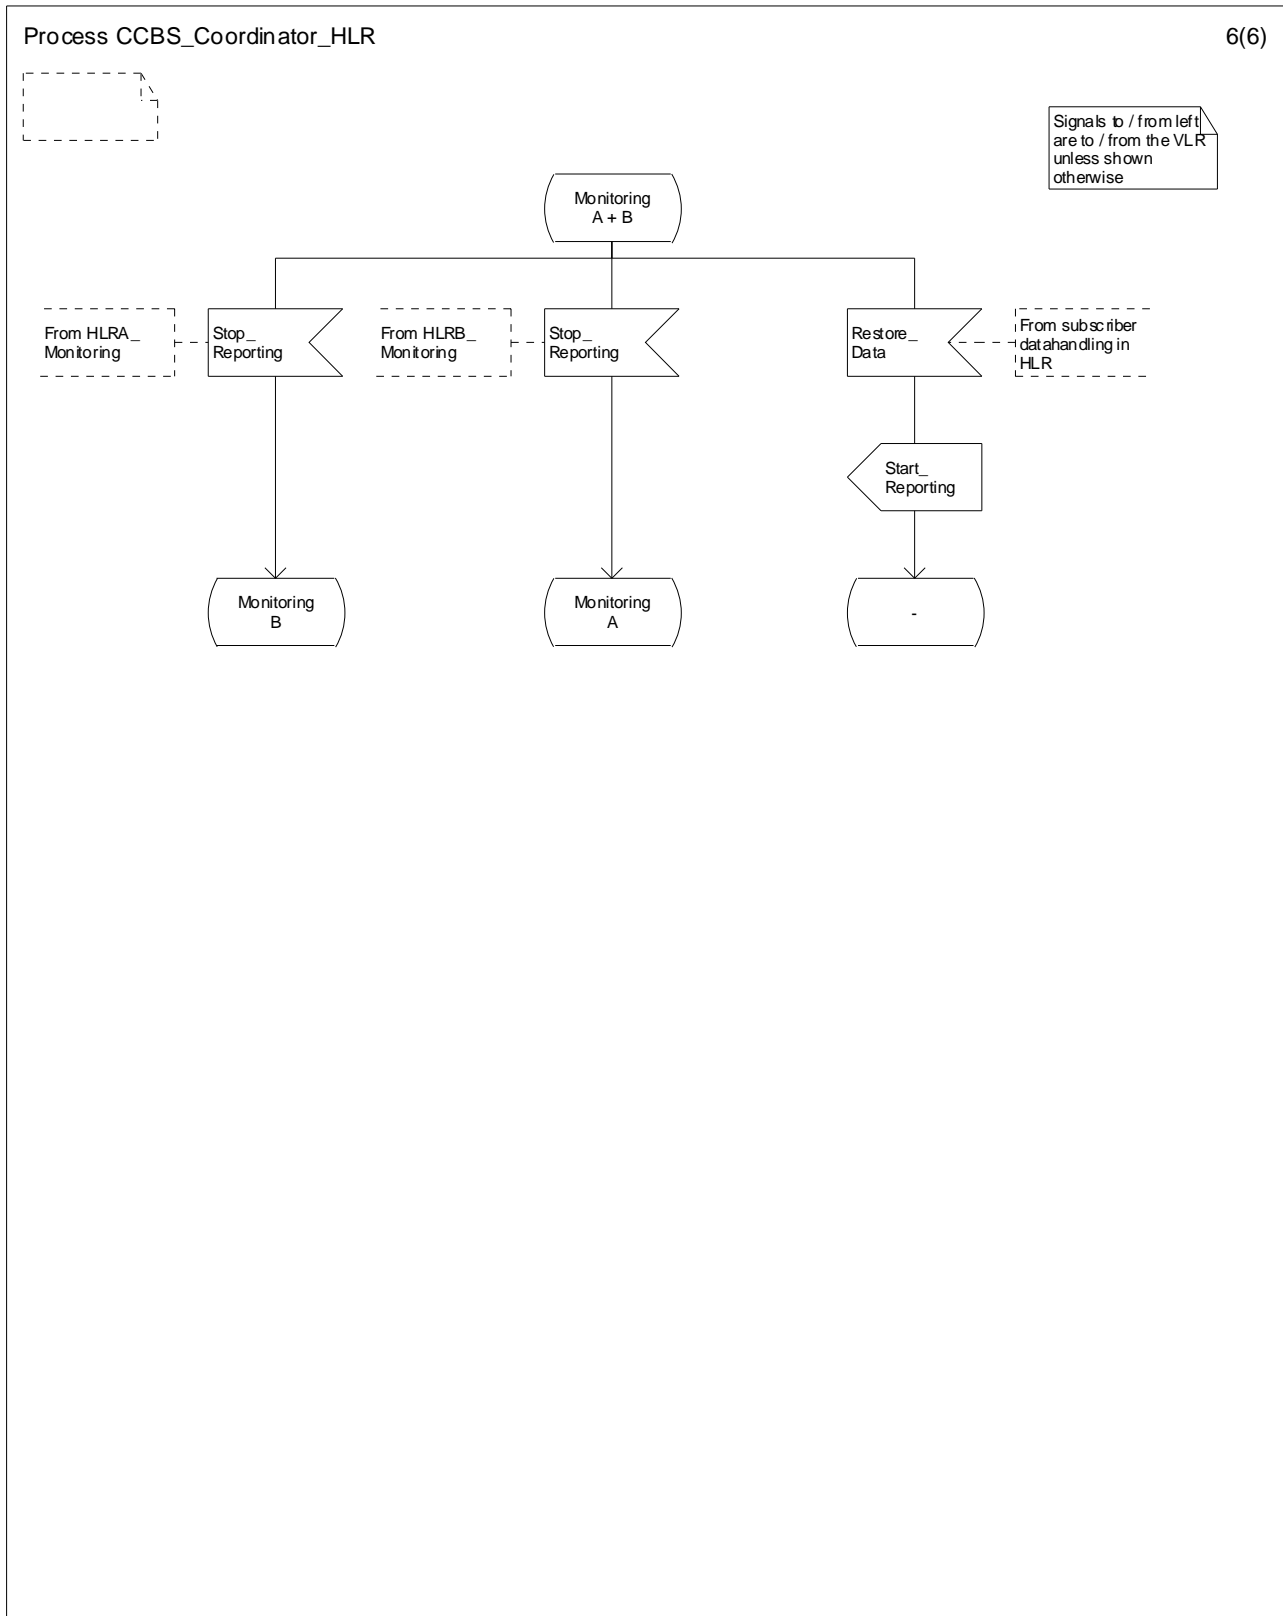 Process CCBS_Coordinator_HLR
6(6)
Signals to / from left
are to / from the VLR
unless shown
otherwise
Monitoring
A + B
From HLRA_
Monitoring
Stop_
Reporting
From HLRB_
Monitoring
Stop_
Reporting
Restore_
Data
From subscriber
datahandling in
HLR
Start_
Reporting
Monitoring
B
Monitoring
A
-